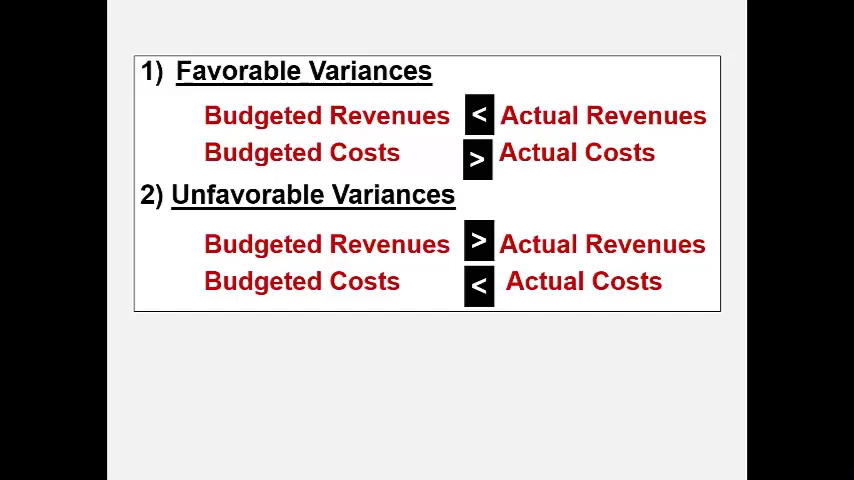 1) Favorable Variances
Budgeted Revenues < Actual Revenues
Budgeted Costs > Actual Costs
2) Unfavorable Variances
Budgeted Revenues > Actual Revenues
Budgeted Costs < Actual Costs